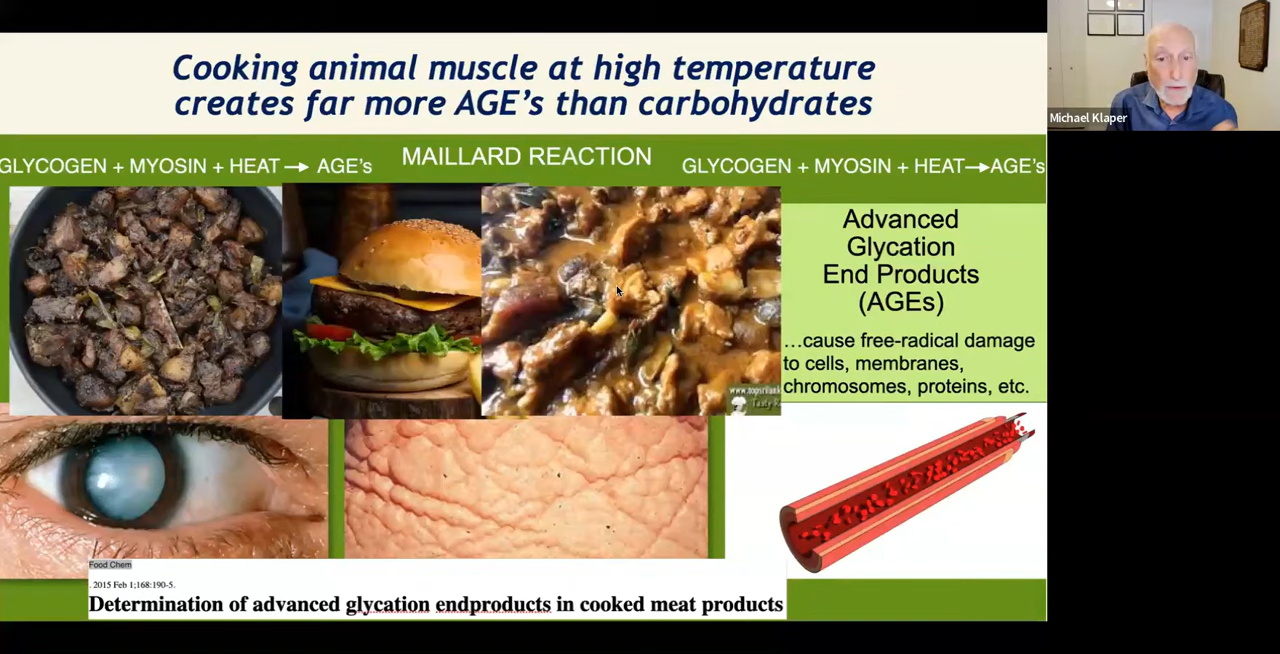 Cooking animal muscle at high temperature
creates far more AGE's than carbohydrates
Michael Klaper
GLYCOGEN + MYOSIN + HEAT → AGE's
MAILLARD REACTION
GLYCOGEN + MYOSIN + HEAT→AGE's
Advanced
Glycation
End Products
(AGEs)
...cause free-radical damage
to cells, membranes,
chromosomes, proteins, etc.
Food Chem
. 2015 Feb 1;168:190-5.
Determination of advanced glycation endproducts in cooked meat products